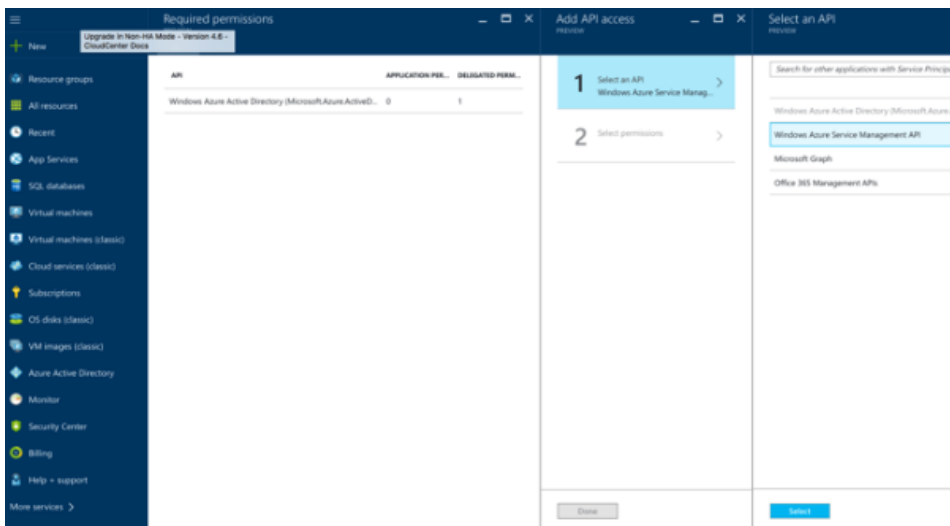 Upgrade in Non-HA Mode - Version 4.6 -
CloudCenter Docs
New
Resource groups
All resources
Recent
App Services
SQL databases
Virtual machines
Virtual machines (classic)
Cloud services (classic)
Subscriptions
OS disks (classic)
VM images (classic)
Azure Active Directory
Monitor
Security Center
Billing
Help + support
More services
Required permissions
API APPLICATION PER... DELEGATED PERM...
Windows Azure Active Directory (Microsoft.Azure.ActiveD... 0 1
Add API access
PREVIEW
1 Select an API
Windows Azure Service Manag...
2 Select permissions
Done
Select an API
PREVIEW
Search for other applications with Service Princip
Windows Azure Active Directory (Microsoft.Azure.
Windows Azure Service Management API
Microsoft Graph
Office 365 Management APIs
Select